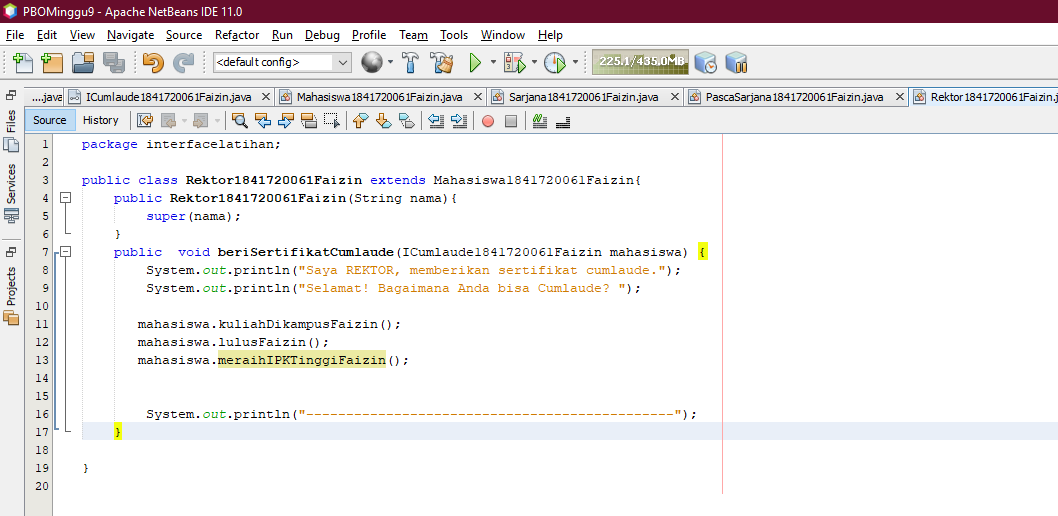 PBOMinggu9 - Apache NetBeans IDE 11.0
File Edit View Navigate Source Refactor Run Debug Profile Team Tools Window Help
<default config> 225.1/435.0MB
....java ICumlaude1841720061Faizin.java Mahasiswa1841720061Faizin.java Sarjana1841720061Faizin.java PascaSarjana1841720061Faizin.java Rektor1841720061Faizin.j
Source History
Files
Services
Projects
1 package interfacelatihan;
2
3 public class Rektor1841720061Faizin extends Mahasiswa1841720061Faizin{
4 public Rektor1841720061Faizin(String nama){
5 super(nama);
6 }
7 public  void beriSertifikatCumlaude(ICumlaude1841720061Faizin mahasiswa) {
8 System.out.println("Saya REKTOR, memberikan sertifikat cumlaude.");
9 System.out.println("Selamat! Bagaimana Anda bisa Cumlaude? ");
10
11 mahasiswa.kuliahDikampusFaizin();
12 mahasiswa.lulusFaizin();
13 mahasiswa.meraihIPKTinggiFaizin();
14
15
16 System.out.println("----------------------------------------------");
17 }
18
19 }
20